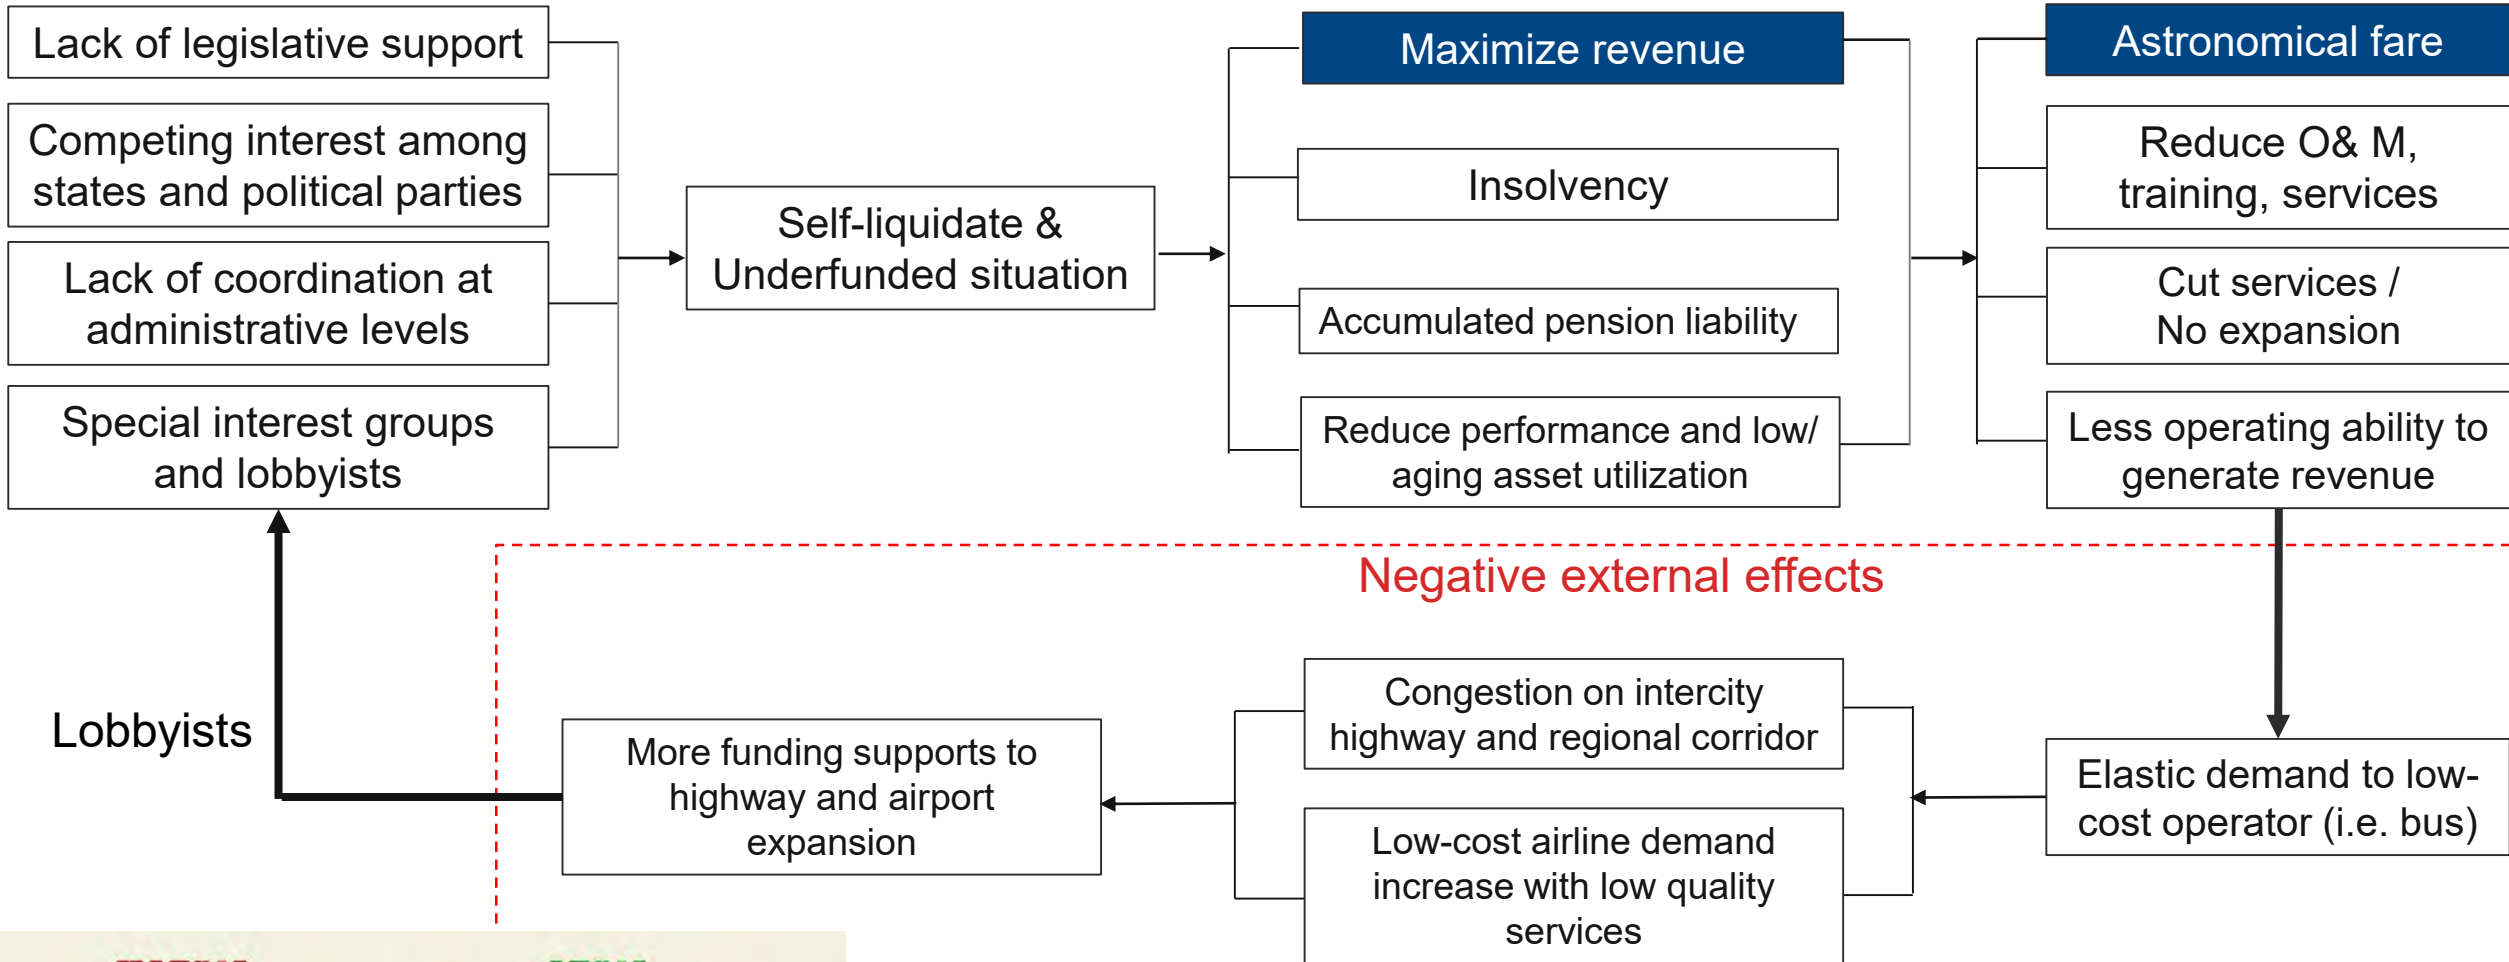 Lack of legislative support
Competing interest among
states and political parties
Lack of coordination at
administrative levels
Special interest groups
and lobbyists
Self-liquidate &
Underfunded situation
Maximize revenue
Insolvency
Accumulated pension liability
Reduce performance and low/
aging asset utilization
Astronomical fare
Reduce O& M,
training, services
Cut services /
No expansion
Less operating ability to
generate revenue
Negative external effects
Elastic demand to low-
cost operator (i.e. bus)
Congestion on intercity
highway and regional corridor
Low-cost airline demand
increase with low quality
services
More funding supports to
highway and airport
expansion
Lobbyists